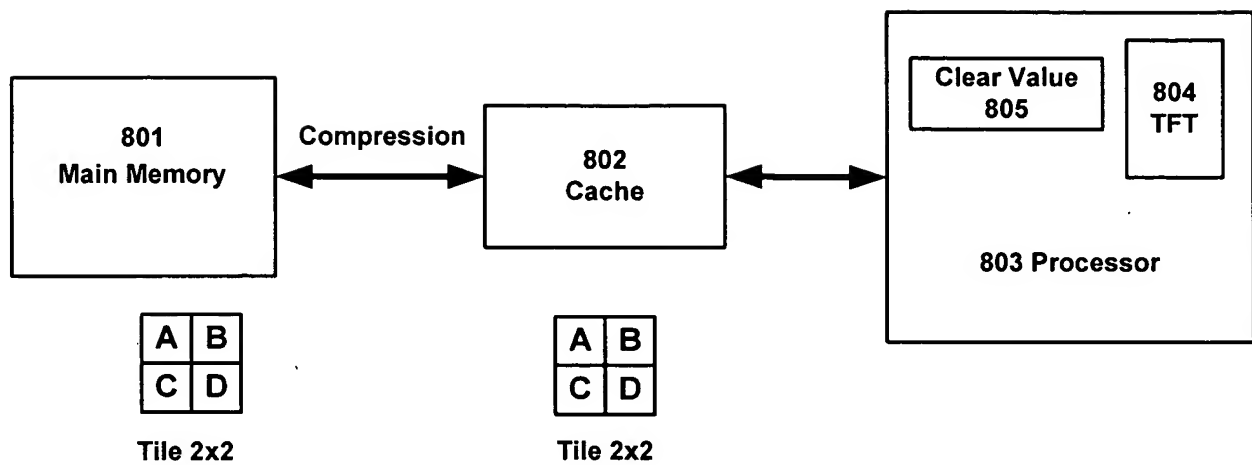 801
Main Memory
Compression
802
Cache
Clear Value
805
804
TFT
803 Processor
A B
C D
Tile 2x2
A B
C D
Tile 2x2